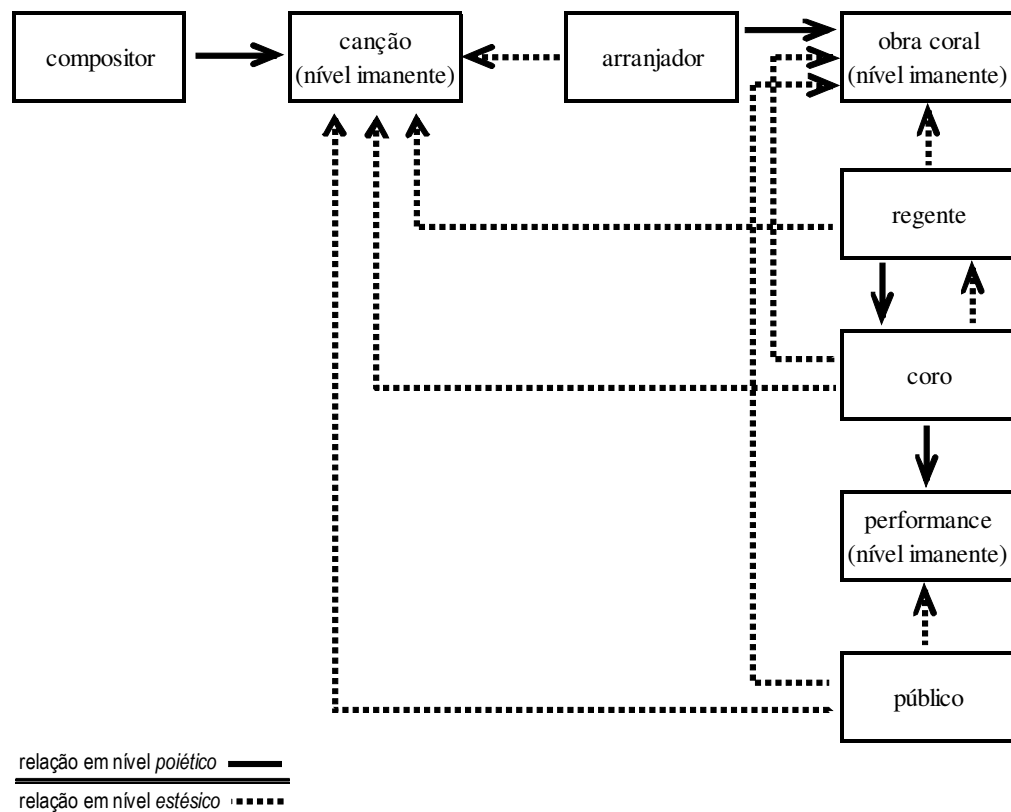 compositor
canção
(nível imanente)
arranjador
obra coral
(nível imanente)
regente
coro
performance
(nível imanente)
público
relação em nível poiético
relação em nível estésico